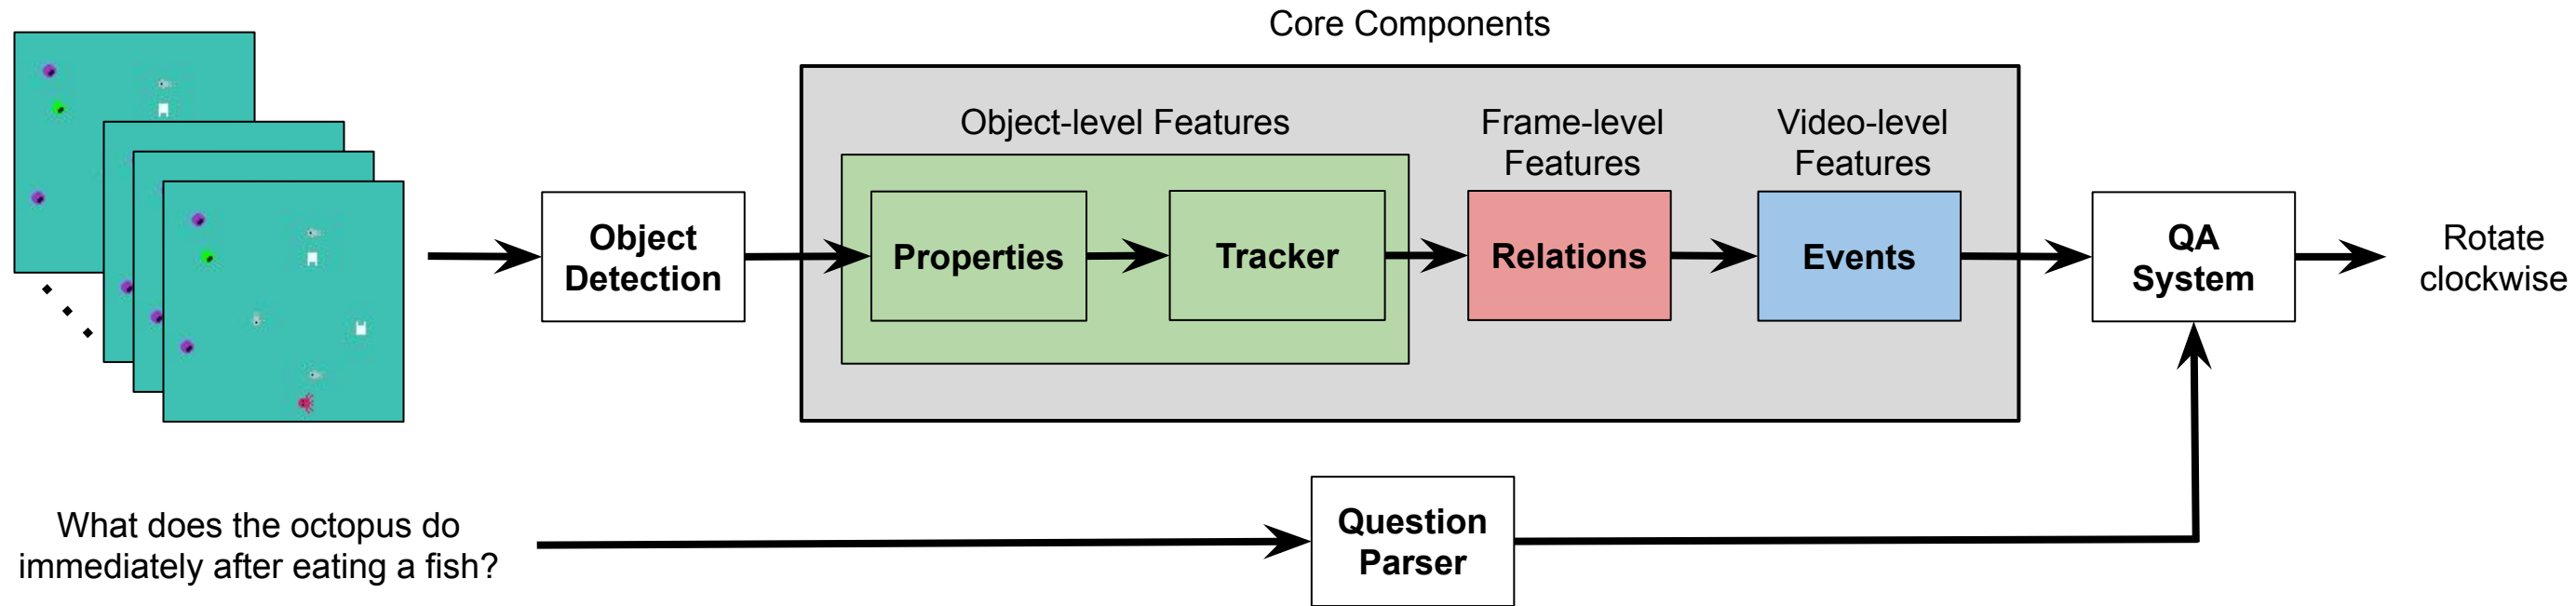 Core Components
Object-level Features
Frame-level
Features
Video-level
Features
Object
Detection
Properties
Tracker
Relations
Events
QA
System
Rotate
clockwise
What does the octopus do
immediately after eating a fish?
Question
Parser